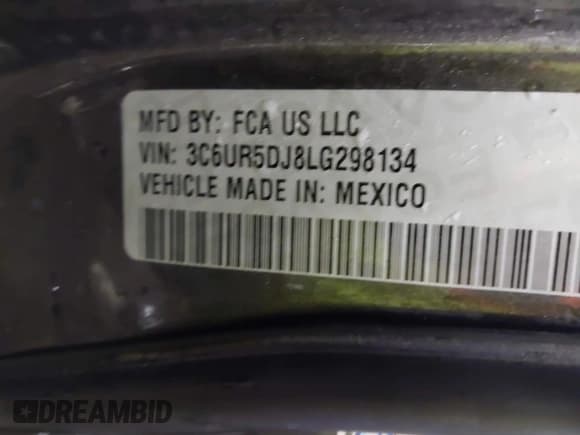 MFD BY: FCA US LLC
VIN: 3C6UR5DJ8LG298134
VEHICLE MADE IN: MEXICO
DREAMBID